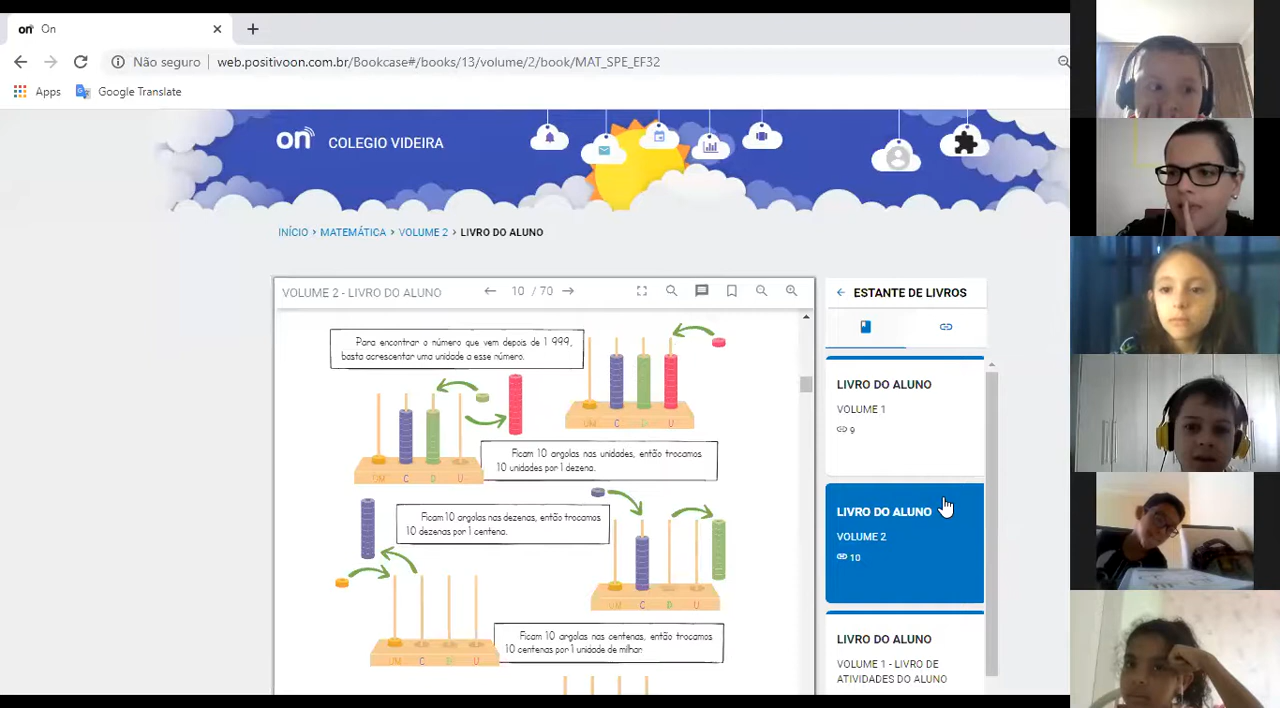 on On
Não seguro web.positivoon.com.br/Bookcase#/books/13/volume/2/book/MAT_SPE_EF32
Apps Google Translate
on COLEGIO VIDEIRA
INÍCIO > MATEMÁTICA > VOLUME 2 > LIVRO DO ALUNO
VOLUME 2 - LIVRO DO ALUNO 10 / 70
Para encontrar o número que vem depois de 1 999,
basta acrescentar uma unidade a esse número.
UM C D U
UM C D U
Ficam 10 argolas nas unidades, então trocamos
10 unidades por 1 dezena.
Ficam 10 argolas nas dezenas, então trocamos
10 dezenas por 1 centena.
UM C D U
UM C D U
Ficam 10 argolas nas centenas, então trocamos
10 centenas por 1 unidade de milhar.
ESTANTE DE LIVROS
LIVRO DO ALUNO
VOLUME 1
9
LIVRO DO ALUNO
VOLUME 2
10
LIVRO DO ALUNO
VOLUME 1 - LIVRO DE
ATIVIDADES DO ALUNO